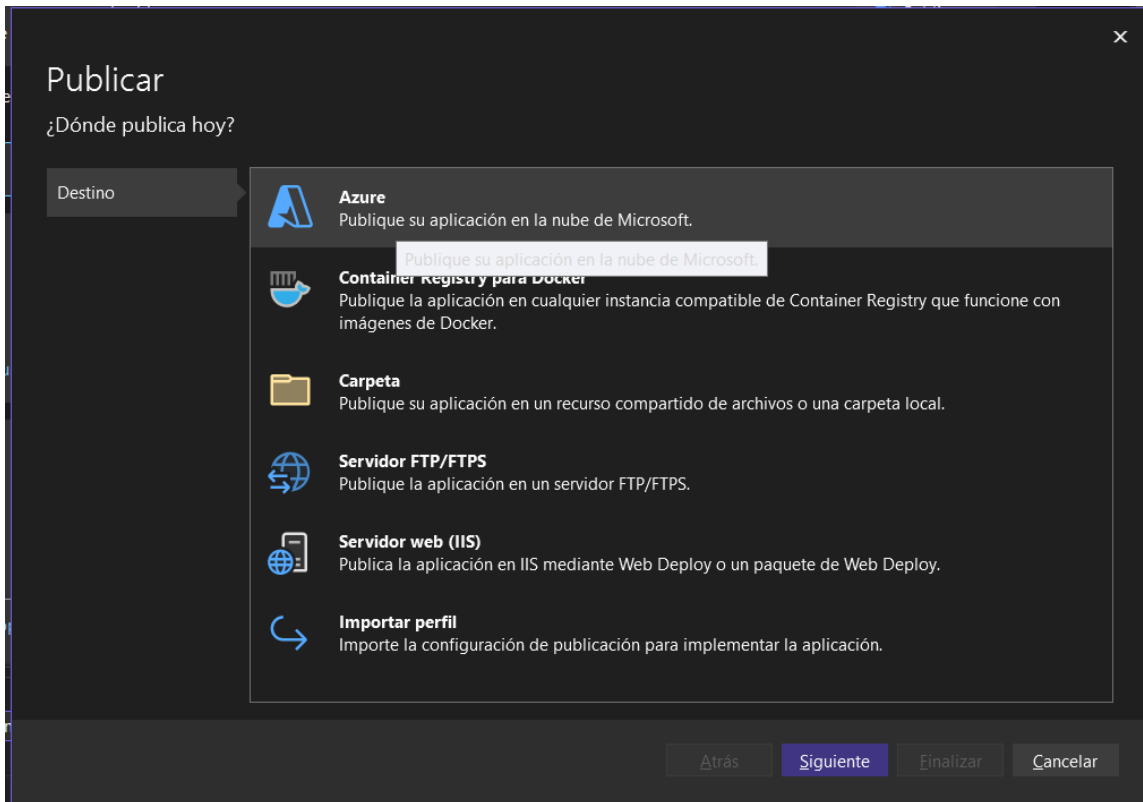 Publicar
¿Dónde publica hoy?
Destino
Azure
Publique su aplicación en la nube de Microsoft.
Publique su aplicación en la nube de Microsoft.
Container Registry para Docker
Publique la aplicación en cualquier instancia compatible de Container Registry que funcione con
imágenes de Docker.
Carpeta
Publique su aplicación en un recurso compartido de archivos o una carpeta local.
Servidor FTP/FTPS
Publique la aplicación en un servidor FTP/FTPS.
Servidor web (IIS)
Publica la aplicación en IIS mediante Web Deploy o un paquete de Web Deploy.
Importar perfil
Importe la configuración de publicación para implementar la aplicación.
Atrás
Siguiente
Finalizar
Cancelar